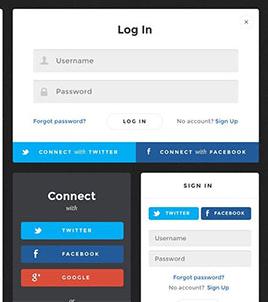 ×
Log In
Username
Password
Forgot password?
LOG IN
No account? Sign Up
CONNECT with TWITTER
CONNECT with FACEBOOK
Connect
with
TWITTER
FACEBOOK
g+ GOOGLE
or
SIGN IN
TWITTER
FACEBOOK
Username
Password
Forgot password?
No account? Sign Up